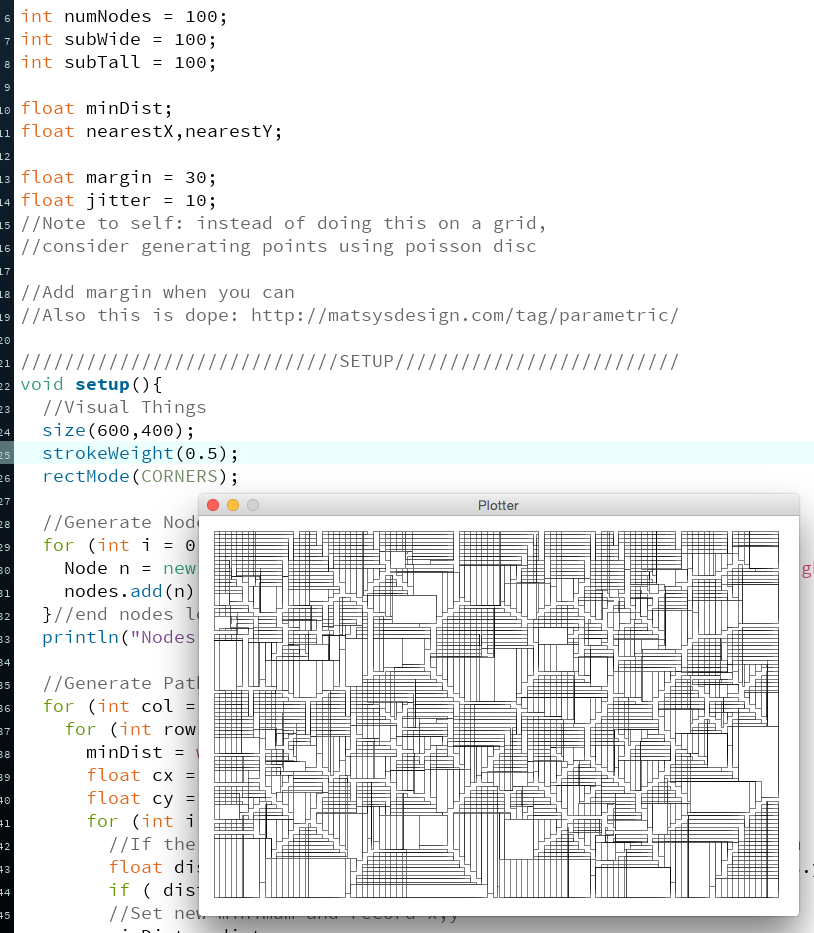 6 int numNodes = 100;
7 int subWide = 100;
8 int subTall = 100;
9
10 float minDist;
11 float nearestX,nearestY;
12
13 float margin = 30;
14 float jitter = 10;
15 //Note to self: instead of doing this on a grid,
16 //consider generating points using poisson disc
17
18 //Add margin when you can
19 //Also this is dope: http://matsysdesign.com/tag/parametric/
20
21 /////////////////////////////SETUP//////////////////////////
22 void setup(){
23 //Visual Things
24 size(600,400);
25 strokeWeight(0.5);
26 rectMode(CORNERS);
27
Plotter
28 //Generate Nod
29 for (int i = 0
30 Node n = new
31 nodes.add(n)
32 }//end nodes lo
33 println("Nodes
34
35 //Generate Pat
36 for (int col =
37 for (int row
38 minDist =
39 float cx =
40 float cy =
41 for (int i
42 //If the
43 float dis
44 if ( dist
45 //Set new minimum and record x,y